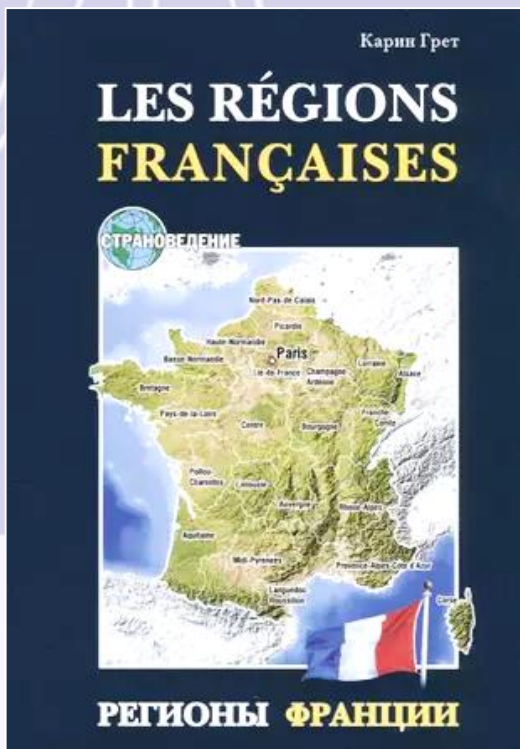 Карин Грет
LES RÉGIONS
FRANÇAISES
СТРАНОВЕДЕНИЕ
Nord-Pas-de-Calais
Picardie
Haute-Normandie
Paris
Basse-Normandie
Ile-de-France
Champagne
Ardenne
Lorraine
Alsace
Bretagne
Pays-de-la-Loire
Centre
Bourgogne
Franche-
Comté
Poitou-
Charentes
Limousine
Auvergne
Rhône-Alpes
Aquitaine
Midi-Pyrénées
Provence-Alpes-Côte d'Azur
Languedoc
Roussillon
Corse
РЕГИОНЫ ФРАНЦИИ